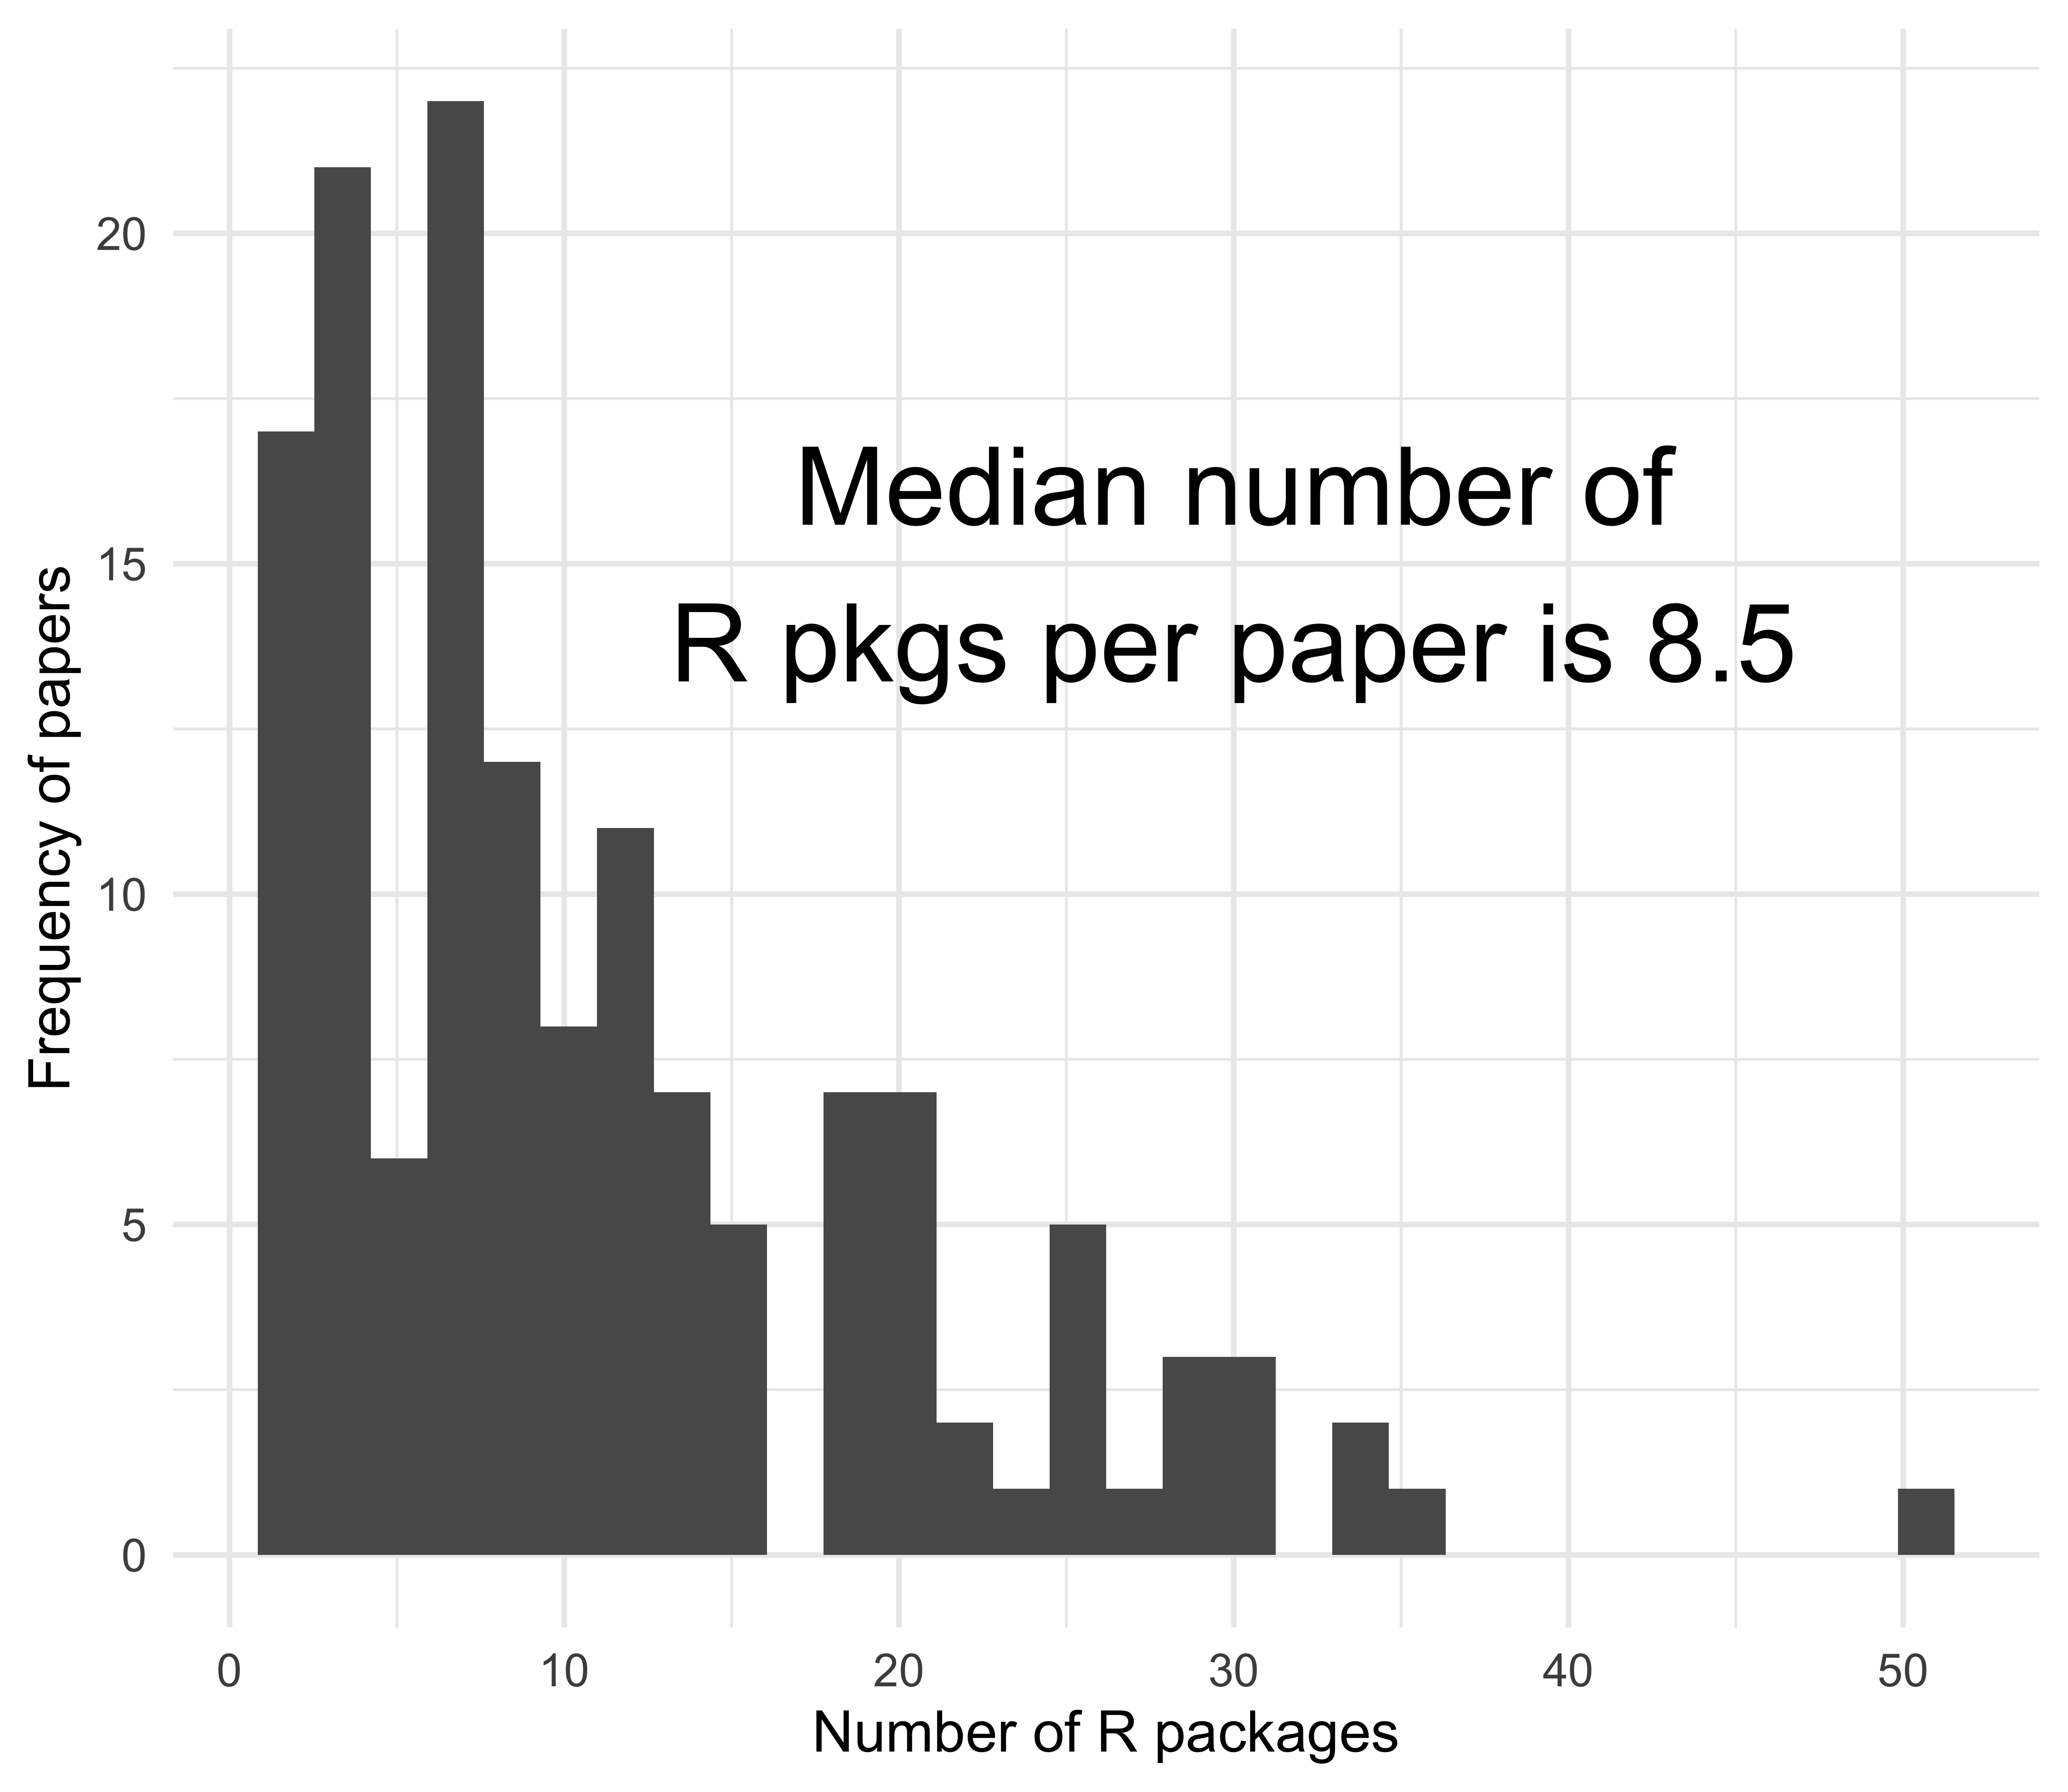 20
15
10
5
0
Frequency of papers
Median number of
R pkgs per paper is 8.5
0 10 20 30 40 50
Number of R packages